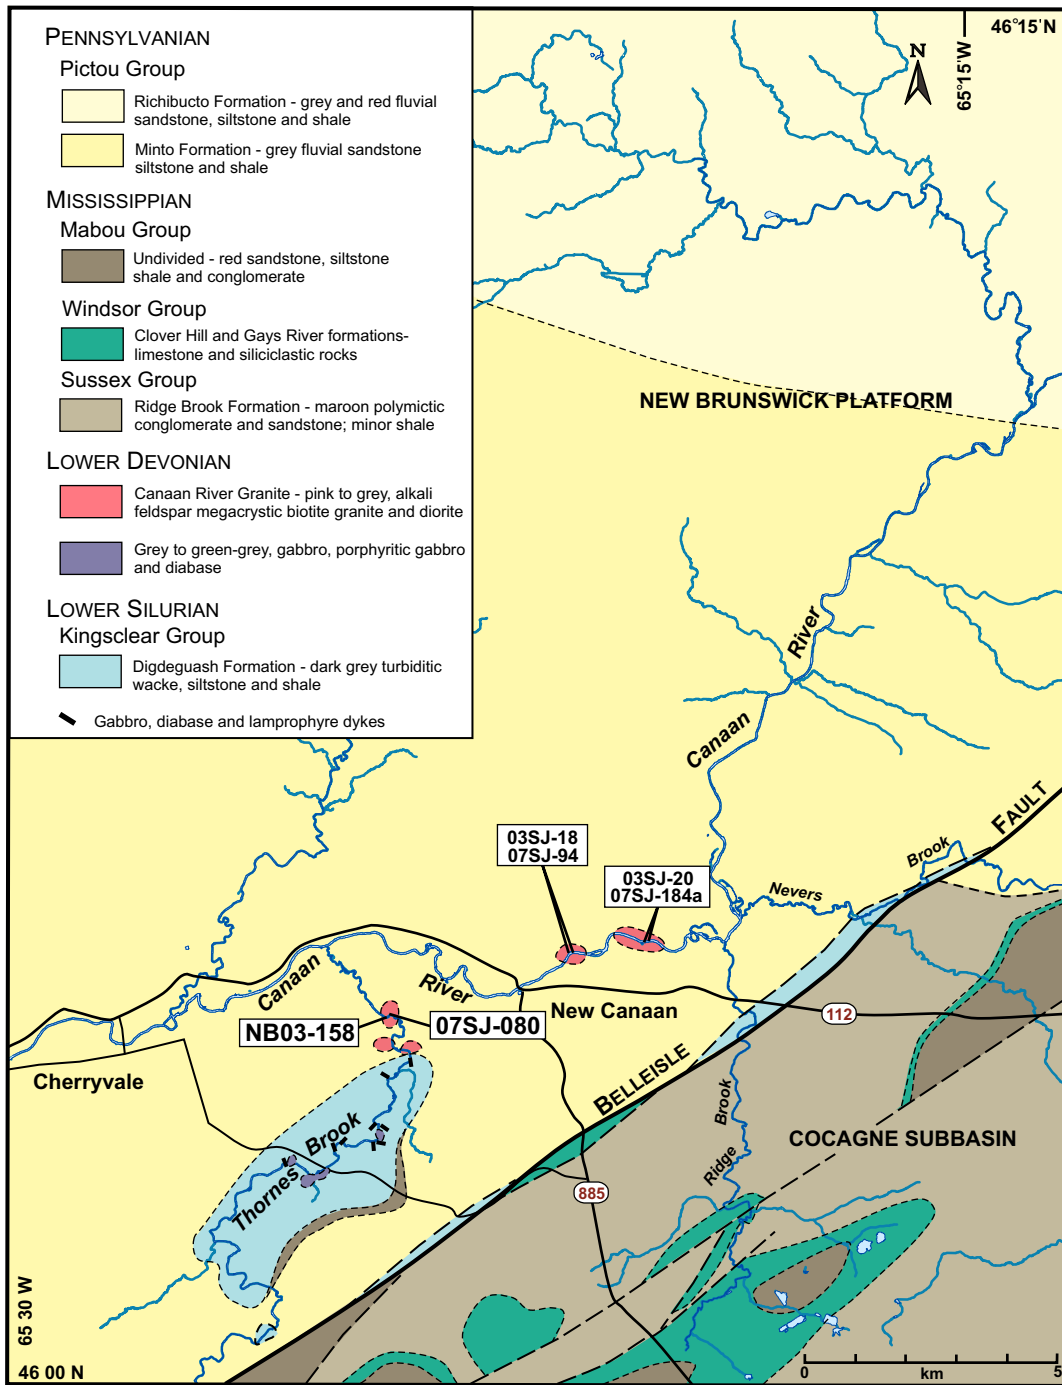 PENNSYLVANIAN
Pictou Group
Richibucto Formation - grey and red fluvial
sandstone, siltstone and shale
Minto Formation - grey fluvial sandstone
siltstone and shale
MISSISSIPPIAN
Mabou Group
Undivided - red sandstone, siltstone
shale and conglomerate
Windsor Group
Clover Hill and Gays River formations-
limestone and siliciclastic rocks
Sussex Group
Ridge Brook Formation - maroon polymictic
conglomerate and sandstone; minor shale
LOWER DEVONIAN
Canaan River Granite - pink to grey, alkali
feldspar megacrystic biotite granite and diorite
Grey to green-grey, gabbro, porphyritic gabbro
and diabase
LOWER SILURIAN
Kingsclear Group
Digdeguash Formation - dark grey turbiditic
wacke, siltstone and shale
Gabbro, diabase and lamprophyre dykes
46°15'N
65°15'W
N
NEW BRUNSWICK PLATFORM
Canaan River
BELLEISLE FAULT
Nevers Brook
03SJ-18
07SJ-94
03SJ-20
07SJ-184a
Canaan River
New Canaan
112
NB03-158
07SJ-080
Cherryvale
Thornes Brook
Ridge Brook
COCAGNE SUBBASIN
885
65 30 W
46 00 N
0 km 5